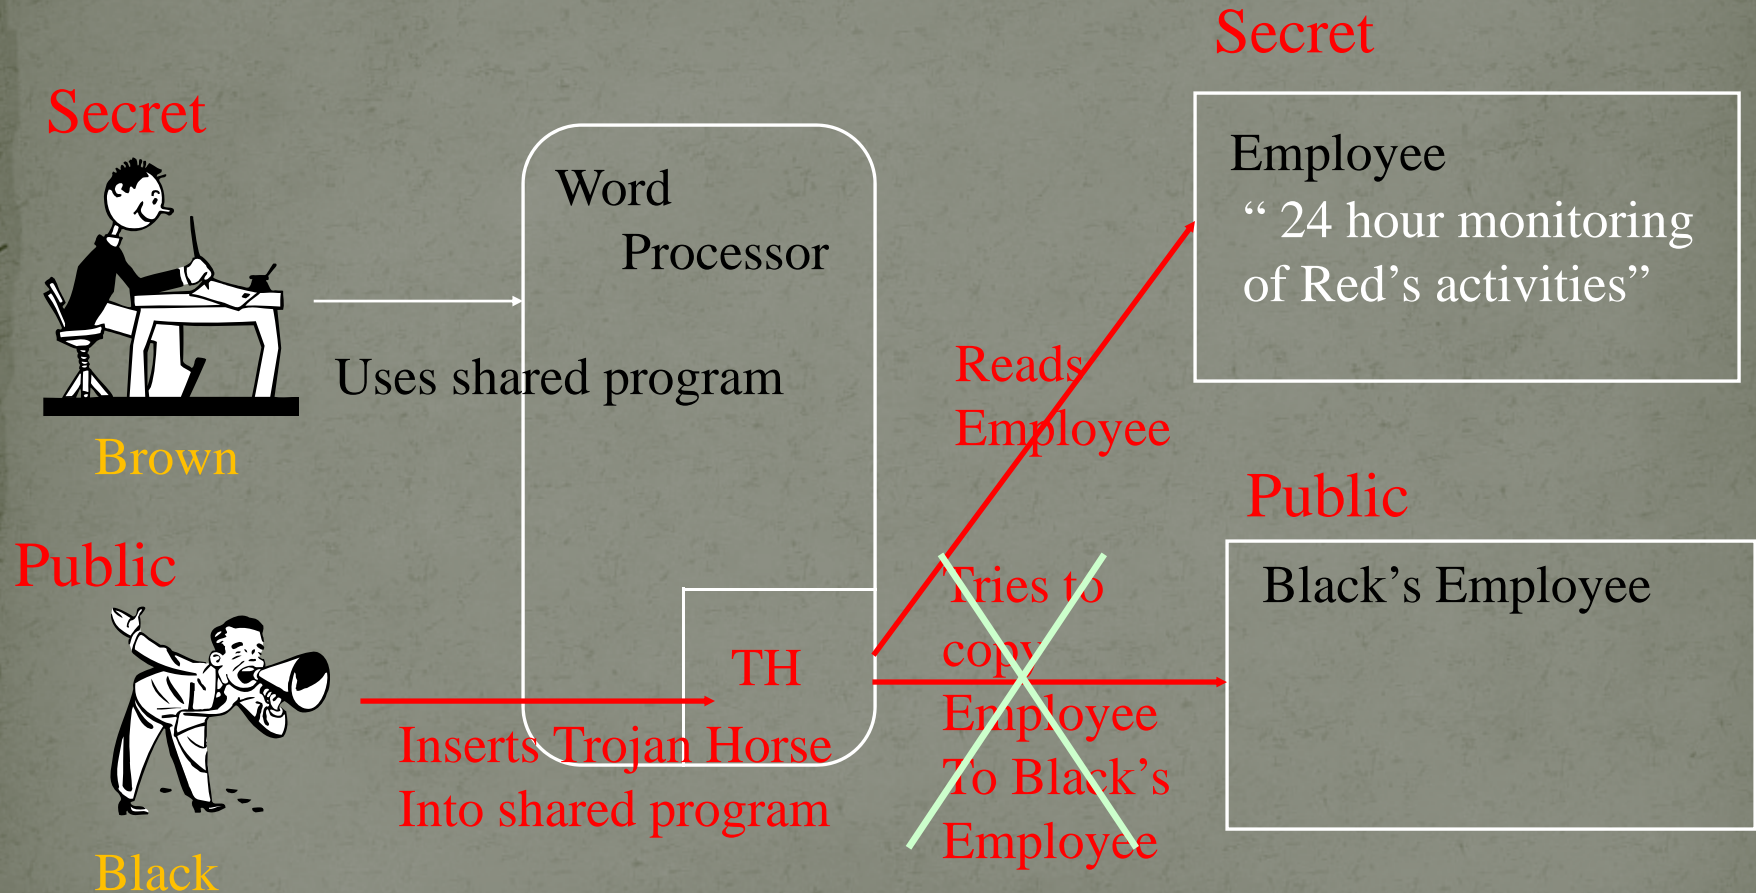 Secret
Secret
Employee
“ 24 hour monitoring
of Red’s activities”
Word
Processor
Uses shared program
Brown
Reads
Employee
Public
Public
Black’s Employee
Tries to
copy
Employee
To Black’s
Employee
TH
Inserts Trojan Horse
Into shared program
Black